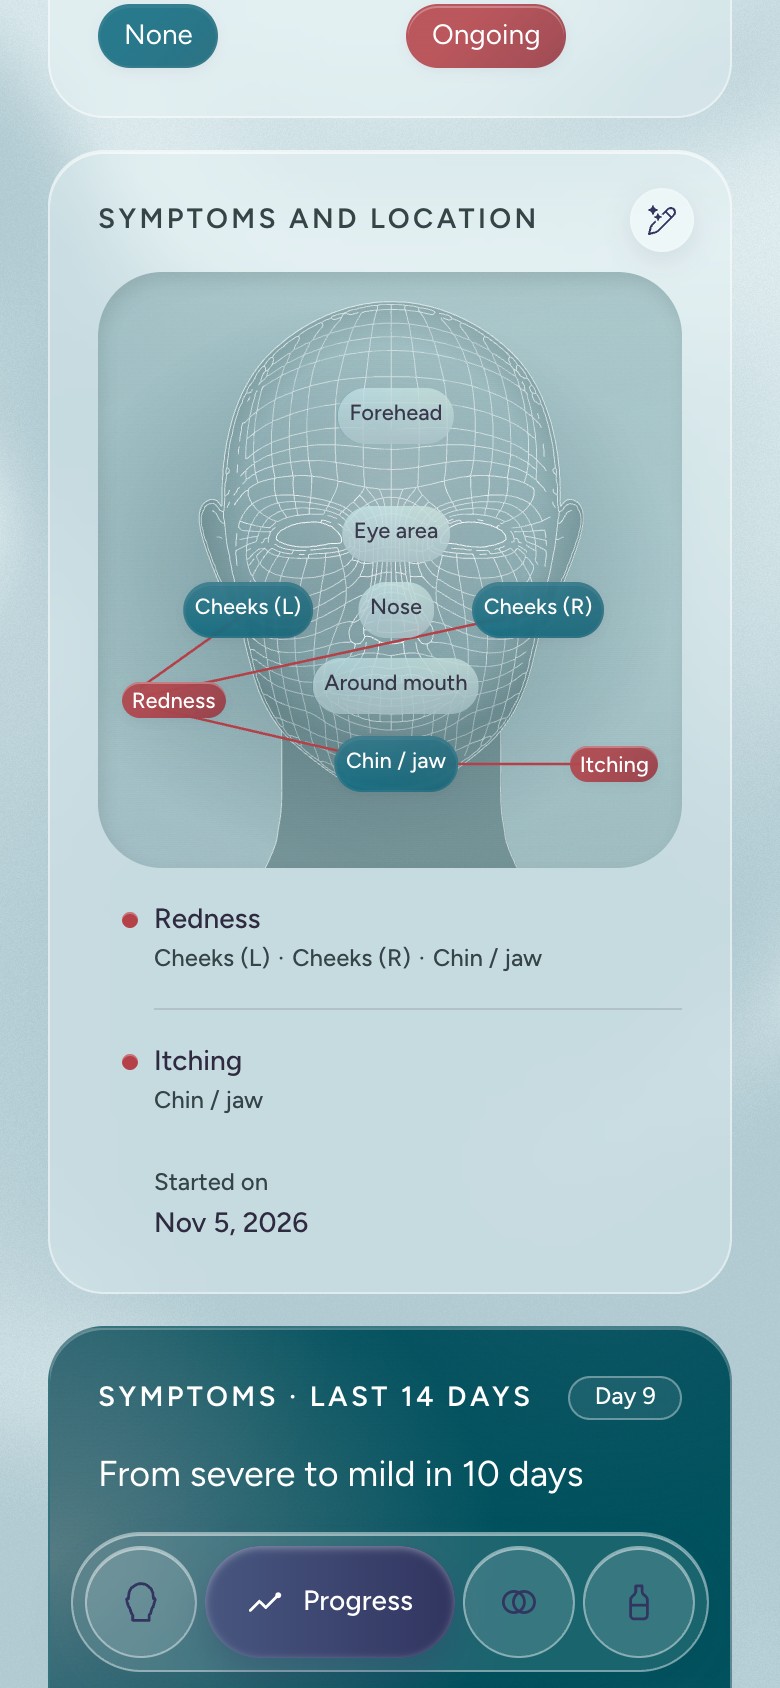 None
Ongoing
SYMPTOMS AND LOCATION
Forehead
Eye area
Cheeks (L)
Nose
Cheeks (R)
Around mouth
Redness
Chin / jaw
Itching
Redness
Cheeks (L) · Cheeks (R) · Chin / jaw
Itching
Chin / jaw
Started on
Nov 5, 2026
SYMPTOMS · LAST 14 DAYS
Day 9
From severe to mild in 10 days
Progress